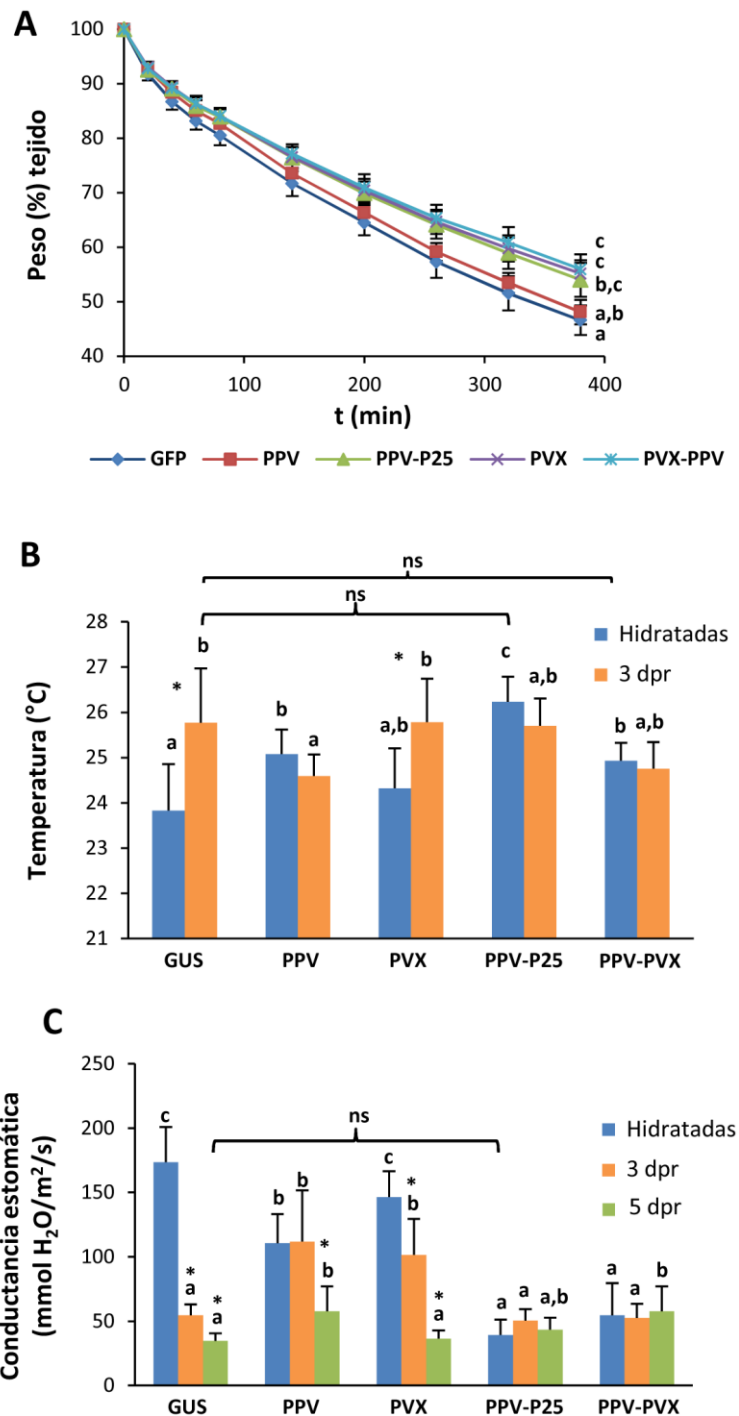 A
Peso (%) tejido
100
90
80
70
60
50
40
c
c
b,c
a,b
a
0 100 200 300 400
t (min)
GFP PPV PPV-P25 PVX PVX-PPV
B
ns
ns
Temperatura (°C)
28
27
26
25
24
23
22
21
Hidratadas
3 dpr
* a b
b a
* a,b b
c a,b
b a,b
GUS PPV PVX PPV-P25 PPV-PVX
C
Conductancia estomática
(mmol H₂O/m²/s)
250
200
150
100
50
0
ns
Hidratadas
3 dpr
5 dpr
c * a * a
b b * b
c * b * a
a a a,b
a a b
GUS PPV PVX PPV-P25 PPV-PVX